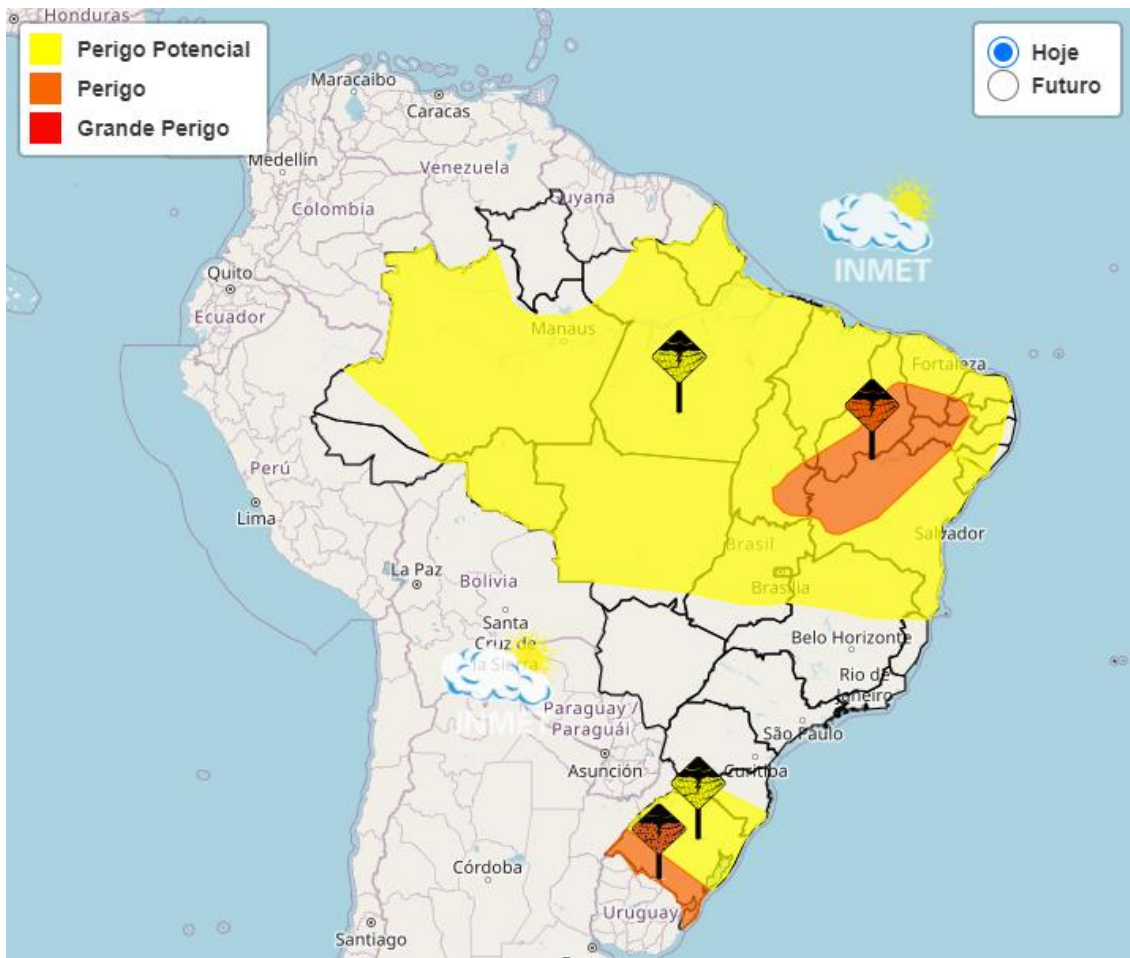 Honduras
Perigo Potencial
Perigo
Grande Perigo
Hoje
Futuro
Maracaibo
Caracas
Medellín
Venezuela
Guyana
Colombia
INMET
Quito
Ecuador
Manaus
Fortaleza
Perú
Lima
Salvador
Brasil
La Paz
Bolivia
Brasília
Santa
Cruz de
la Sierra
Belo Horizonte
Rio de
Janeiro
INMET
Paraguay /
Paraguái
São Paulo
Asunción
Curitiba
Córdoba
Uruguay
Santiago